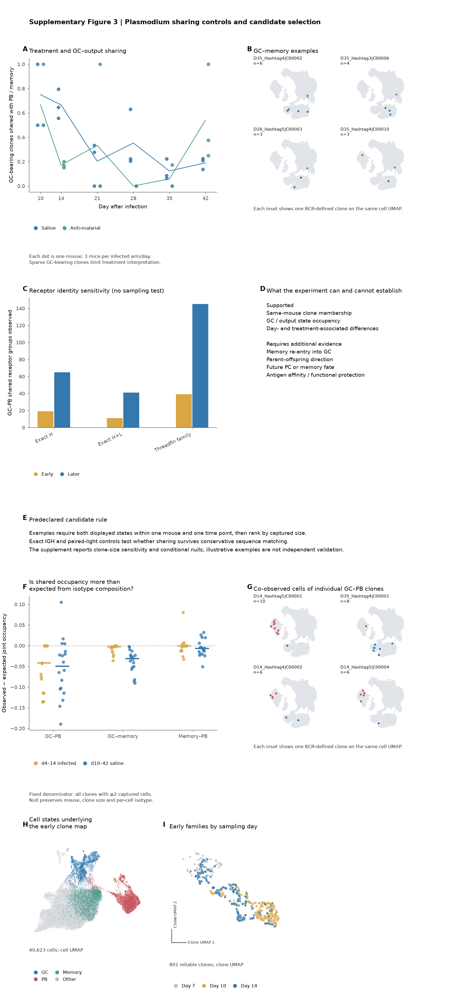 Supplementary Figure 3 | Plasmodium sharing controls and candidate selection
A
Treatment and GC–output sharing
GC-bearing clones shared with PB / memory
1.0
0.8
0.6
0.4
0.2
0.0
10
14
21
28
35
42
Day after infection
Saline
Anti-malarial
Each dot is one mouse; 3 mice per infected arm/day.
Sparse GC-bearing clones limit treatment interpretation.
B
GC–memory examples
D35_Hashtag4|C00002
n=6
D35_Hashtag3|C00006
n=4
D28_Hashtag5|C00003
n=3
D35_Hashtag4|C00010
n=3
Each inset shows one BCR-defined clone on the same cell UMAP.
C
Receptor identity sensitivity (no sampling test)
GC–PB shared receptor groups observed
140
120
100
80
60
40
20
0
Exact H
Exact H+L
Threadfin family
Early
Later
D
What the experiment can and cannot establish
Supported
Same-mouse clone membership
GC / output state occupancy
Day- and treatment-associated differences
Requires additional evidence
Memory re-entry into GC
Parent–offspring direction
Future PC or memory fate
Antigen affinity / functional protection
E
Predeclared candidate rule
Examples require both displayed states within one mouse and one time point, then rank by captured size.
Exact IGH and paired-light controls test whether sharing survives conservative sequence matching.
The supplement reports clone-size sensitivity and conditional nulls; illustrative examples are not independent validation.
F
Is shared occupancy more than
expected from isotype composition?
Observed − expected joint occupancy
0.10
0.05
0.00
−0.05
−0.10
−0.15
−0.20
GC–PB
GC–memory
Memory–PB
d4–14 infected
d10–42 saline
Fixed denominator: all clones with ≥2 captured cells.
Null preserves mouse, clone size and per-cell isotype.
G
Co-observed cells of individual GC–PB clones
D14_Hashtag5|C00001
n=10
D35_Hashtag4|C00001
n=8
D14_Hashtag4|C00002
n=6
D14_Hashtag5|C00004
n=6
Each inset shows one BCR-defined clone on the same cell UMAP.
H
Cell states underlying
the early clone map
40,623 cells; cell UMAP
GC
Memory
PB
Other
I
Early families by sampling day
Clone UMAP 2
Clone UMAP 1
801 reliable clones; clone UMAP
Day 7
Day 10
Day 14